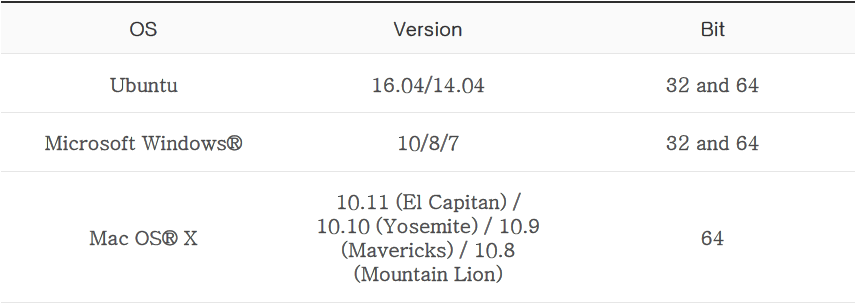 OS Version Bit
Ubuntu 16.04/14.04 32 and 64
Microsoft Windows® 10/8/7 32 and 64
10.11 (El Capitan) /
10.10 (Yosemite) / 10.9
Mac OS® X (Mavericks) / 10.8 64
(Mountain Lion)